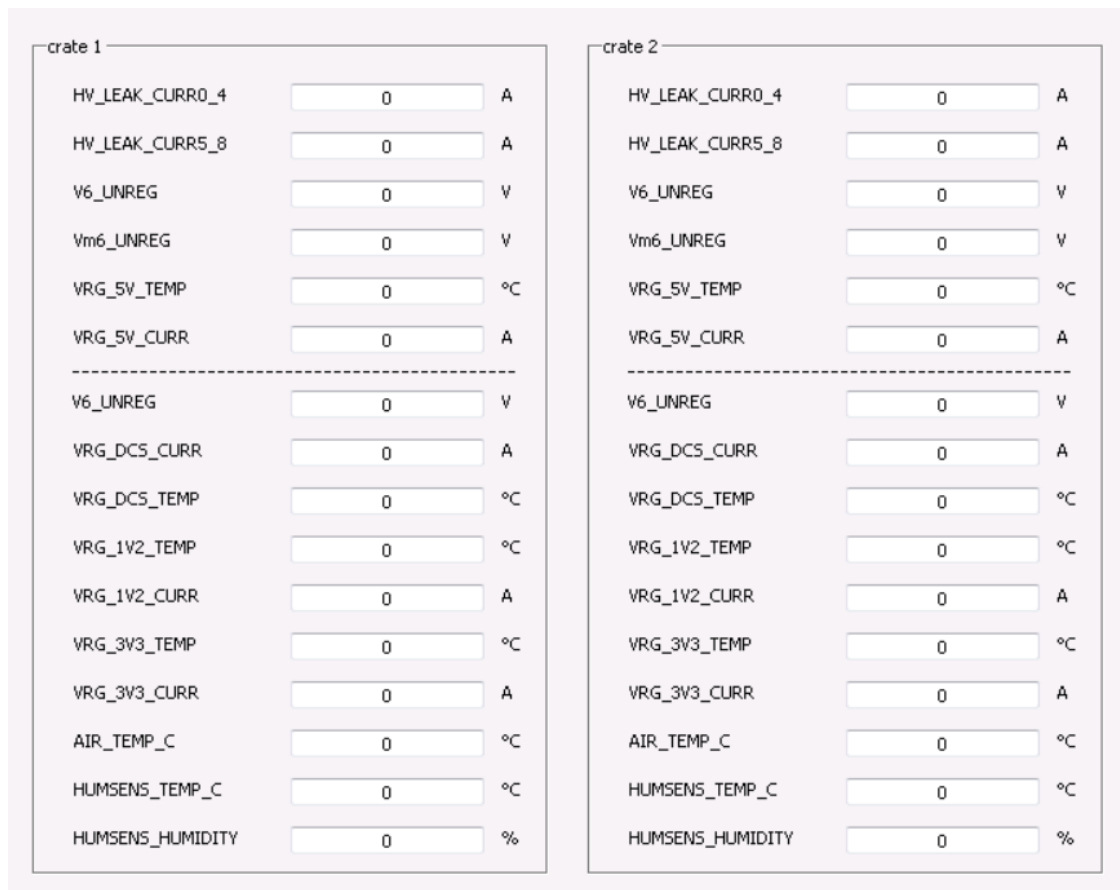 crate 1
HV_LEAK_CURR0_4 0 A
HV_LEAK_CURR5_8 0 A
V6_UNREG 0 V
Vm6_UNREG 0 V
VRG_5V_TEMP 0 °C
VRG_5V_CURR 0 A
----------------------------------------------
V6_UNREG 0 V
VRG_DCS_CURR 0 A
VRG_DCS_TEMP 0 °C
VRG_1V2_TEMP 0 °C
VRG_1V2_CURR 0 A
VRG_3V3_TEMP 0 °C
VRG_3V3_CURR 0 A
AIR_TEMP_C 0 °C
HUMSENS_TEMP_C 0 °C
HUMSENS_HUMIDITY 0 %
crate 2
HV_LEAK_CURR0_4 0 A
HV_LEAK_CURR5_8 0 A
V6_UNREG 0 V
Vm6_UNREG 0 V
VRG_5V_TEMP 0 °C
VRG_5V_CURR 0 A
----------------------------------------------
V6_UNREG 0 V
VRG_DCS_CURR 0 A
VRG_DCS_TEMP 0 °C
VRG_1V2_TEMP 0 °C
VRG_1V2_CURR 0 A
VRG_3V3_TEMP 0 °C
VRG_3V3_CURR 0 A
AIR_TEMP_C 0 °C
HUMSENS_TEMP_C 0 °C
HUMSENS_HUMIDITY 0 %